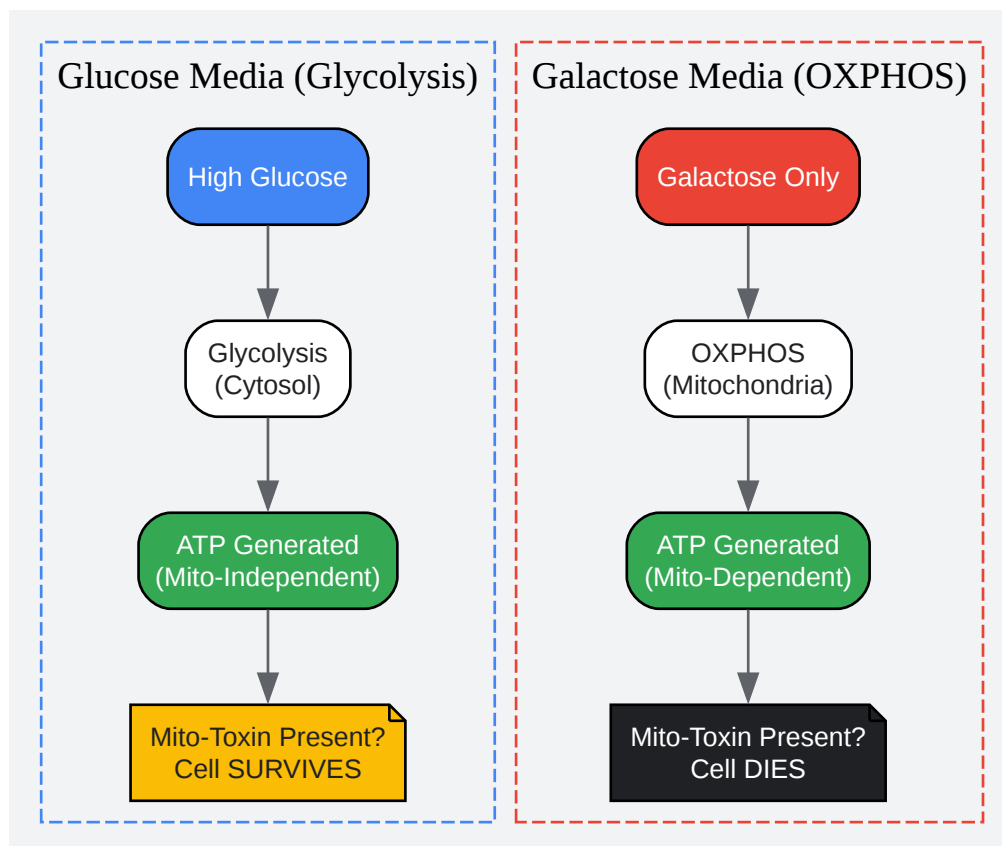 Glucose Media (Glycolysis)
High Glucose
Glycolysis
(Cytosol)
ATP Generated
(Mito-Independent)
Mito-Toxin Present?
Cell SURVIVES
Galactose Media (OXPHOS)
Galactose Only
OXPHOS
(Mitochondria)
ATP Generated
(Mito-Dependent)
Mito-Toxin Present?
Cell DIES